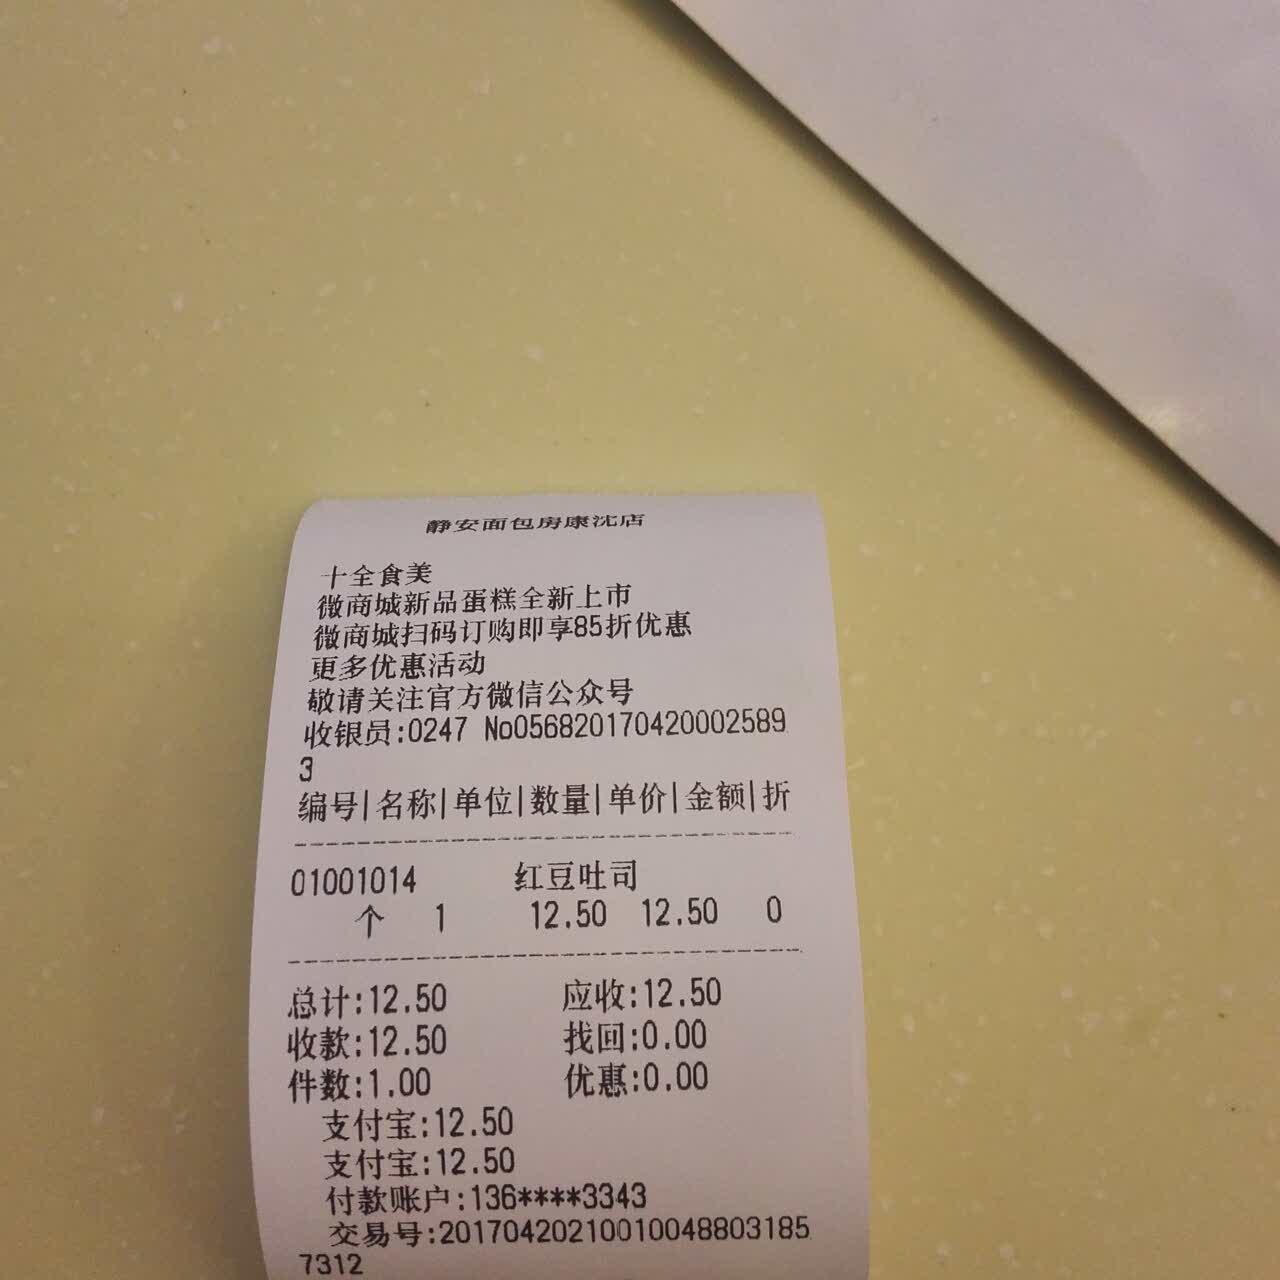 静安面包房康沈店
十全食美
微商城新品蛋糕全新上市
微商城扫码订购即享85折优惠
更多优惠活动
敬请关注官方微信公众号
收银员:0247 No056820170420002589
3
编号|名称|单位|数量|单价|金额|折
01001014 红豆吐司
个 1 12.50 12.50 0
总计:12.50 应收:12.50
收款:12.50 找回:0.00
件数:1.00 优惠:0.00
支付宝:12.50
支付宝:12.50
付款账户:136****3343
交易号:201704202100100488031857
7312